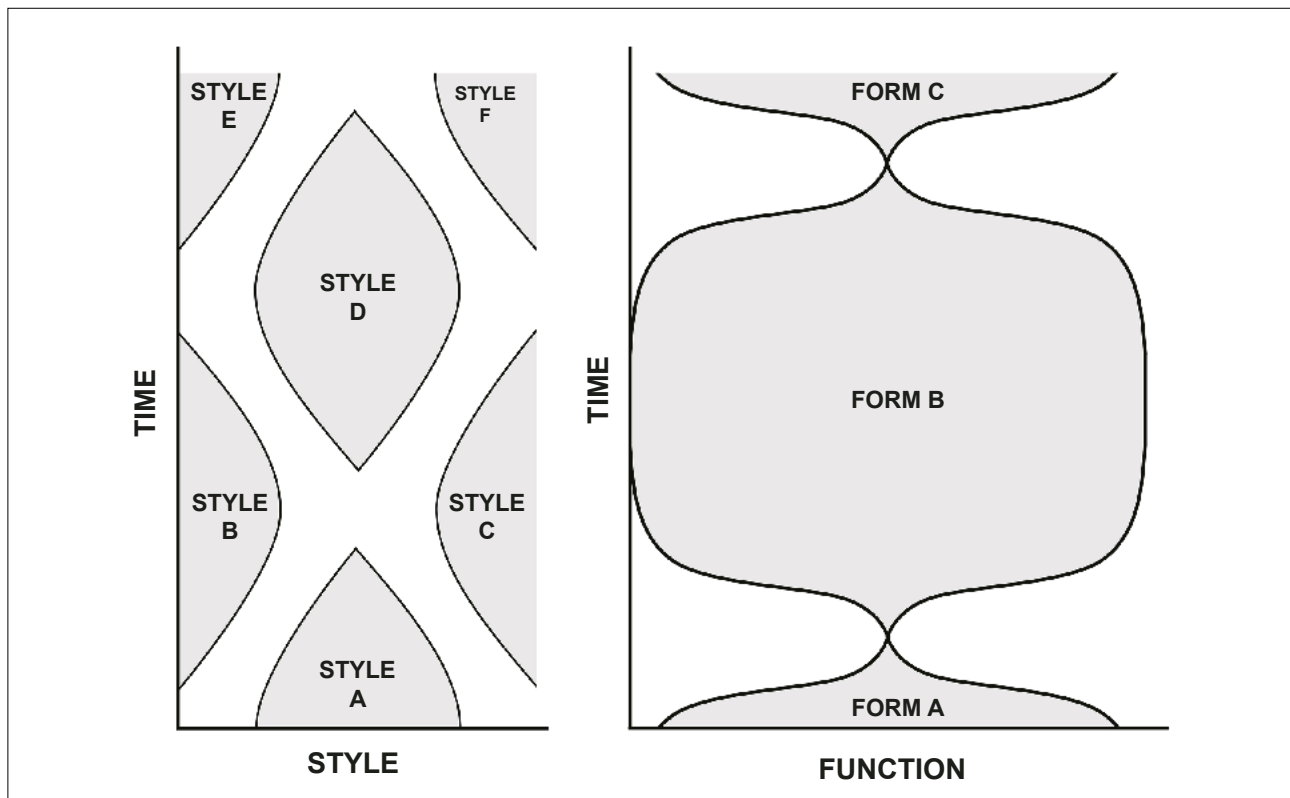 STYLE
E
STYLE
F
STYLE
D
STYLE
B
STYLE
C
STYLE
A
TIME
STYLE
FORM C
FORM B
FORM A
TIME
FUNCTION